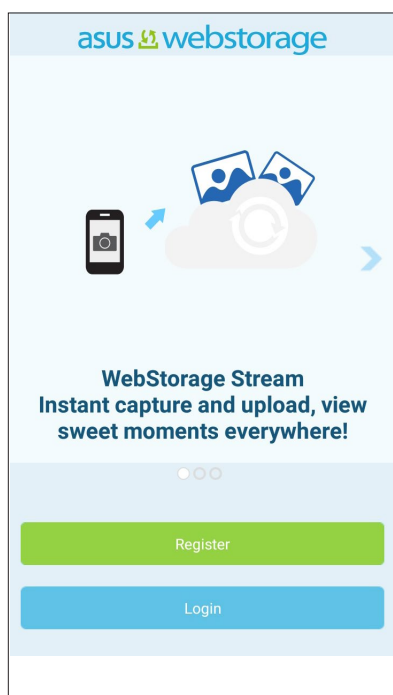 asus webstorage
WebStorage Stream
Instant capture and upload, view
sweet moments everywhere!
Register
Login